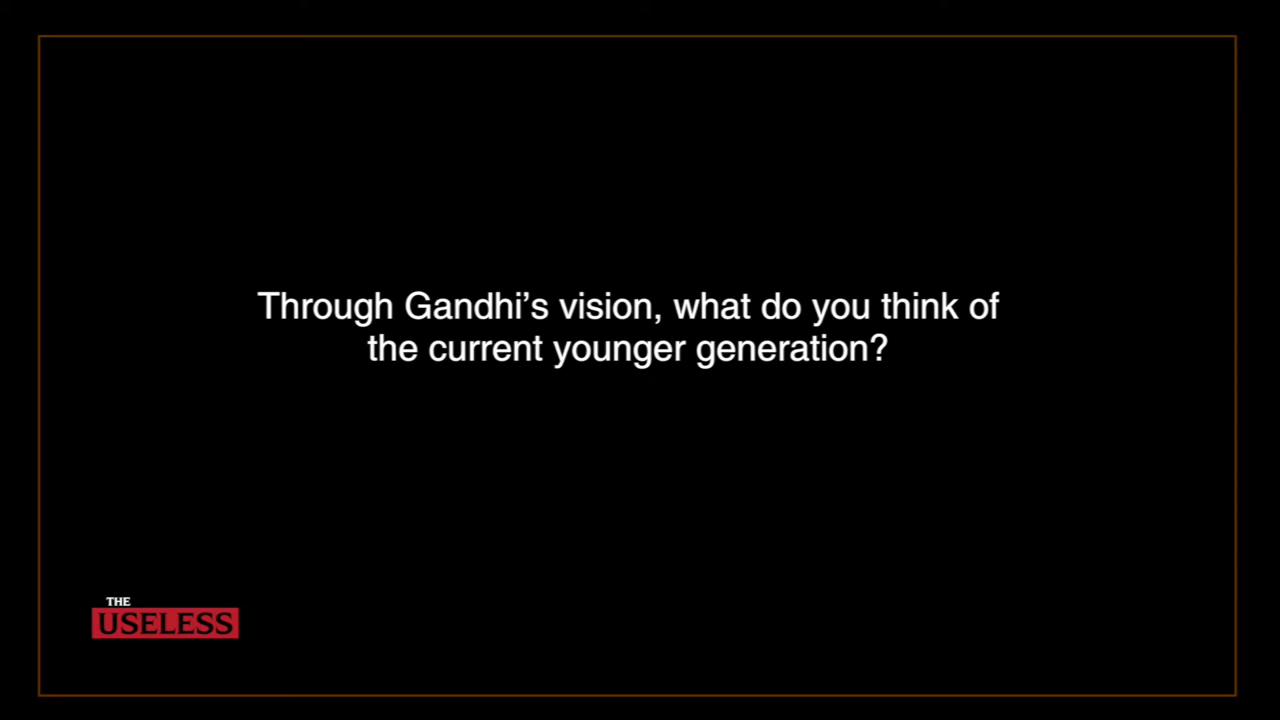 Through Gandhi’s vision, what do you think of
the current younger generation?
THE
USELESS